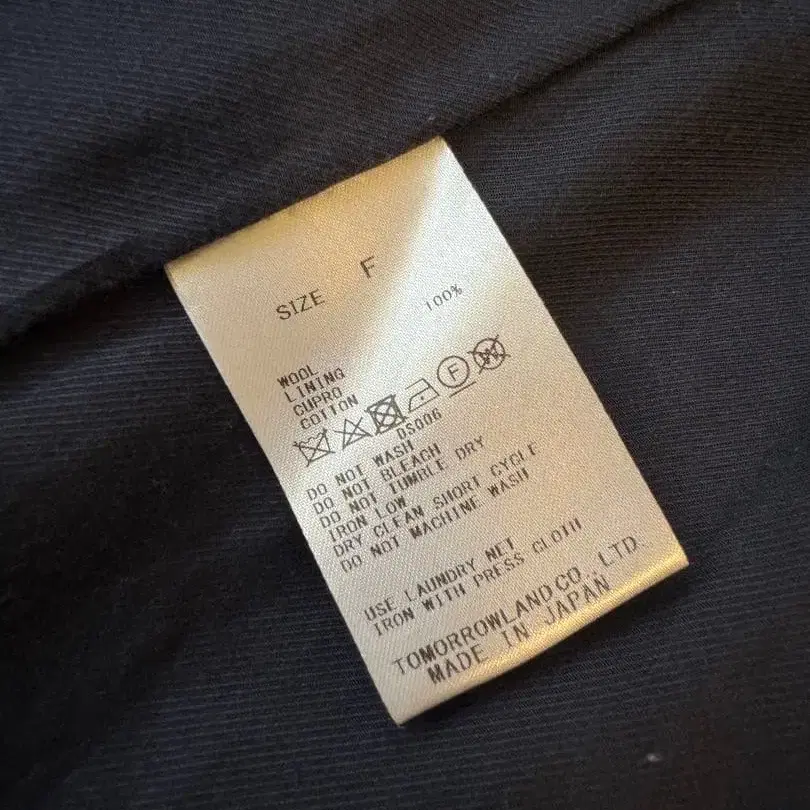 SIZE F
100%
WOOL
LINING
CUPRO
COTTON
F W
DS006
DO NOT WASH
DO NOT BLEACH
DO NOT TUMBLE DRY
IRON LOW
DRY CLEAN SHORT CYCLE
DO NOT MACHINE WASH
USE LAUNDRY NET
IRON WITH PRESS CLOTH
TOMORROWLAND CO.,LTD.
MADE IN JAPAN